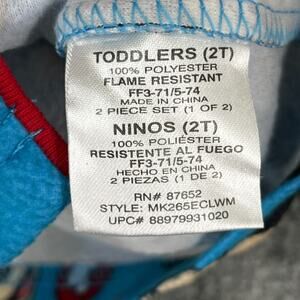 TODDLERS (2T)
100% POLYESTER
FLAME RESISTANT
FF3-71/5-74
MADE IN CHINA
2 PIECE SET (1 OF 2)
NINOS (2T)
100% POLIÉSTER
RESISTENTE AL FUEGO
FF3-71/5-74
HECHO EN CHINA
2 PIEZAS (1 DE 2)
RN# 87652
STYLE: MK265ECLWM
UPC# 88979931020